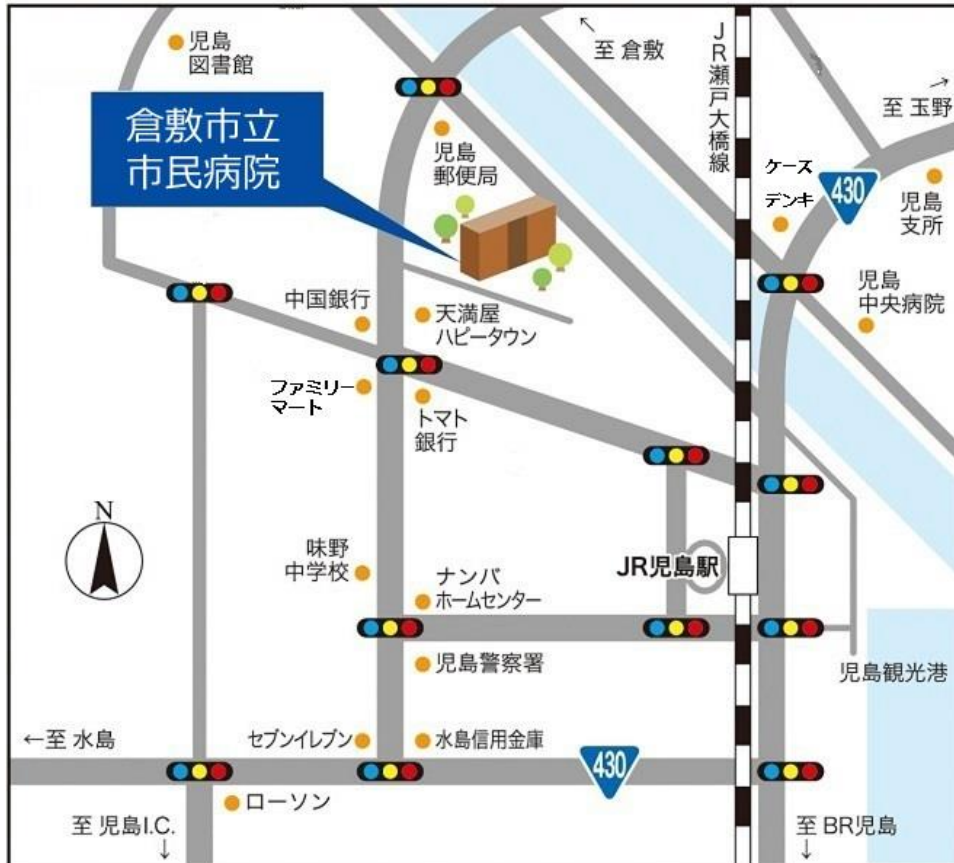 児島
図書館
倉敷市立
市民病院
↖
至 倉敷
JR瀬戸大橋線
→
至 玉野
児島
郵便局
ケーズ
デンキ
430
児島
支所
中国銀行
天満屋
ハピータウン
児島
中央病院
ファミリー
マート
トマト
銀行
N
味野
中学校
ナンバ
ホームセンター
JR児島駅
児島警察署
児島観光港
←至 水島
セブンイレブン
水島信用金庫
430
ローソン
至 児島I.C.
↓
至 BR児島
↓